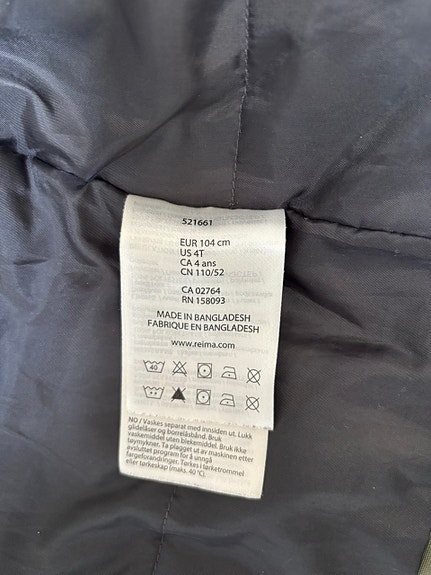 521661
EUR 104 cm
US 4T
CA 4 ans
CN 110/52
CA 02764
RN 158093
MADE IN BANGLADESH
FABRIQUE EN BANGLADESH
www.reima.com
40
NO / Vaskes separat med innsiden ut. Lukk
glidelåser og borrelåsbånd. Bruk
vaskemiddel uten blekemiddel. Ta ikke bruk
tøymykner. Ta plagget ut av maskinen etter
avsluttet program for å unngå
fargeforandringer. Tørkes i tørketrommel
eller tørkeskap (maks. 40 °C).